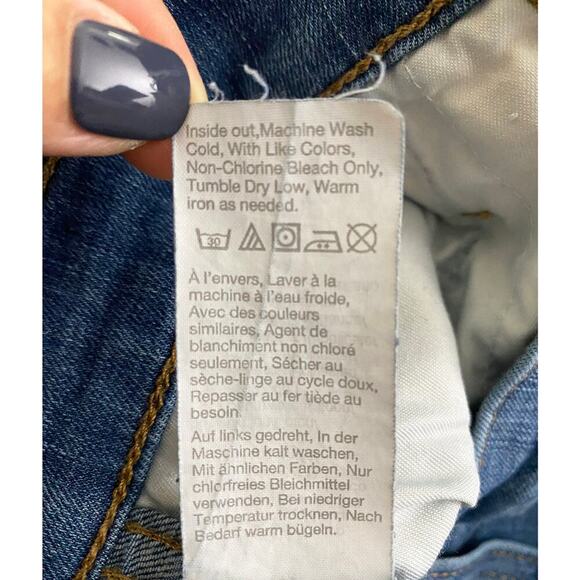 Inside out,Machine Wash
Cold, With Like Colors,
Non-Chlorine Bleach Only,
Tumble Dry Low, Warm
iron as needed.
30
À l'envers, Laver à la
machine à l'eau froide,
Avec des couleurs
similaires, Agent de
blanchiment non chloré
seulement, Sécher au
sèche-linge au cycle doux,
Repasser au fer tiède au
besoin.
Auf links gedreht, In der
Maschine kalt waschen,
Mit ähnlichen Farben, Nur
chlorfreies Bleichmittel
verwenden, Bei niedriger
Temperatur trocknen, Nach
Bedarf warm bügeln.